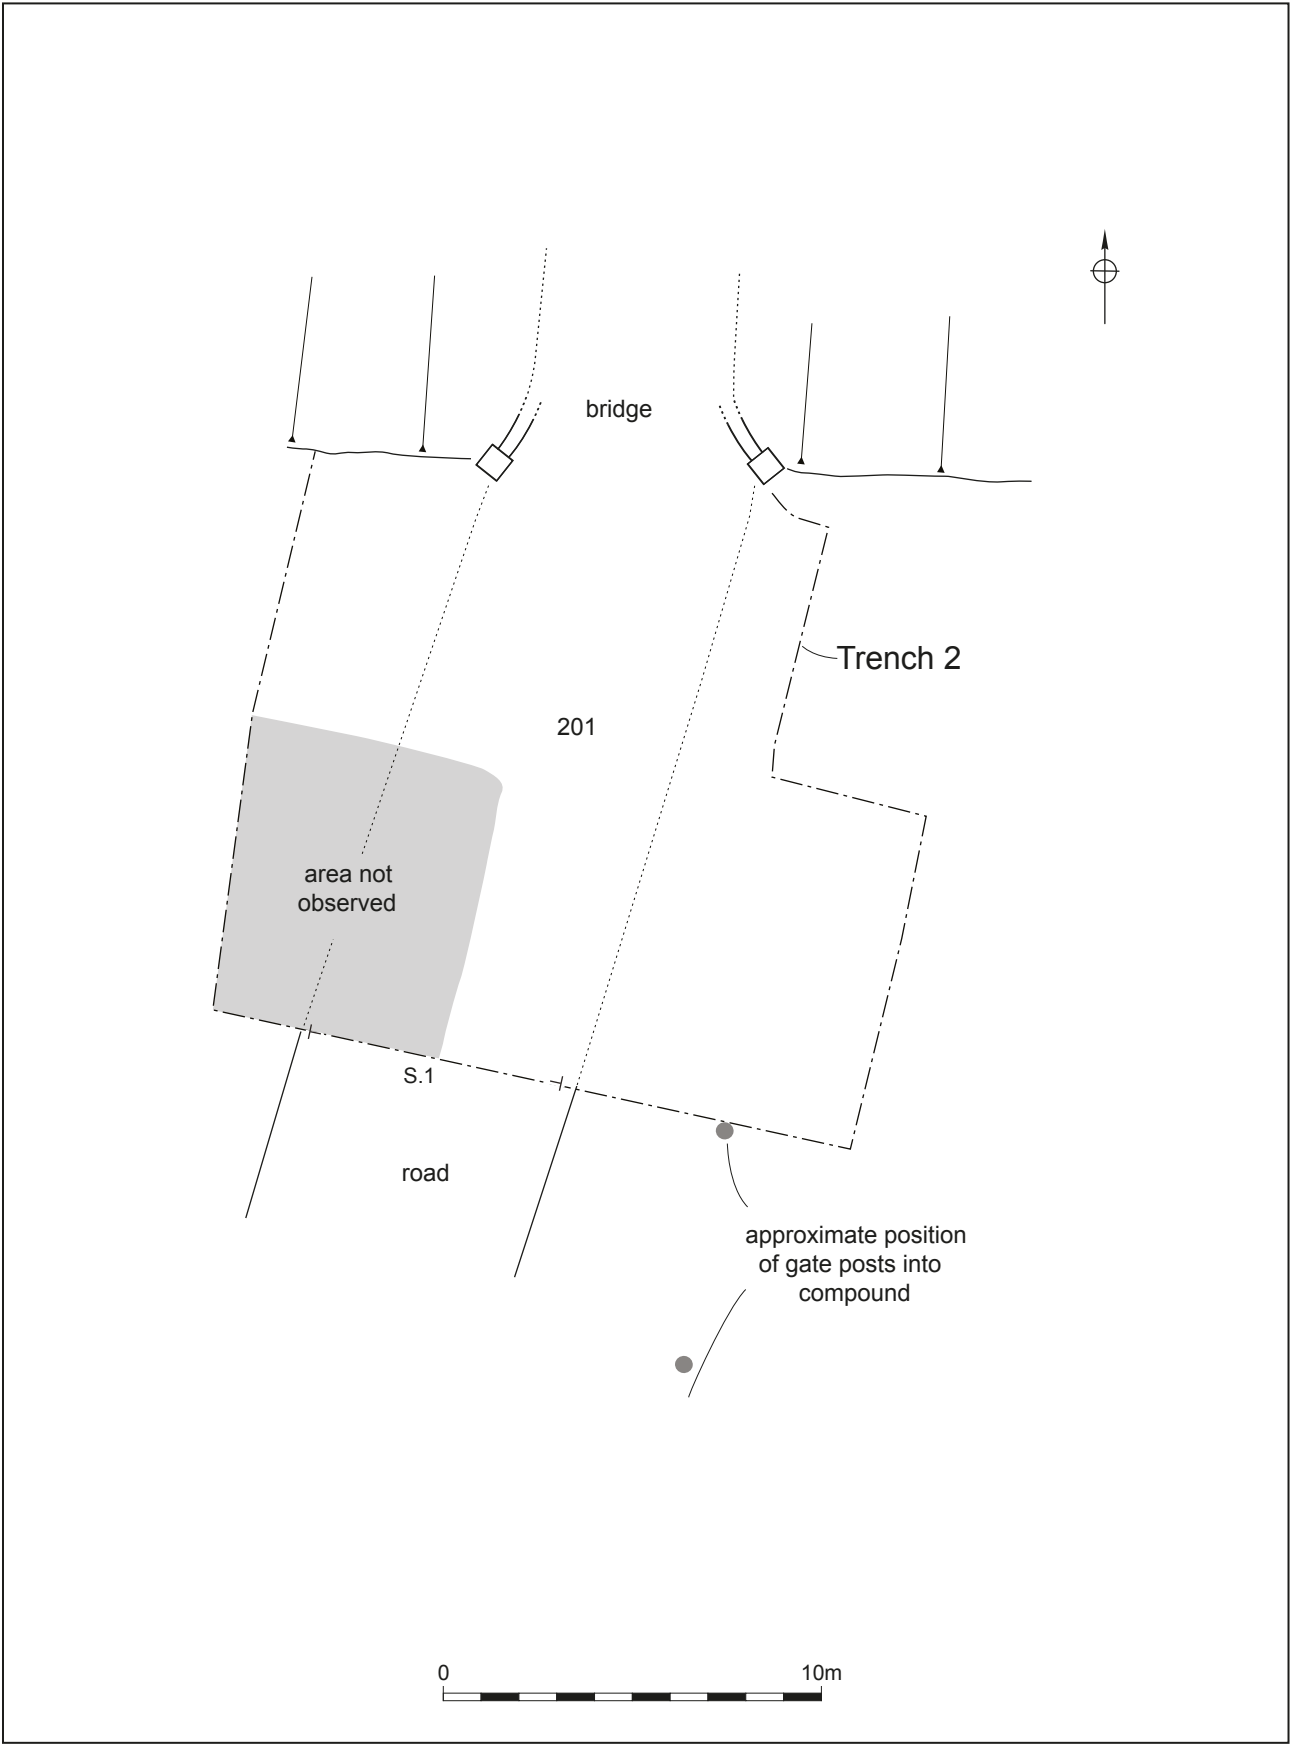 bridge
Trench 2
201
area not
observed
S.1
road
approximate position
of gate posts into
compound
0 10m